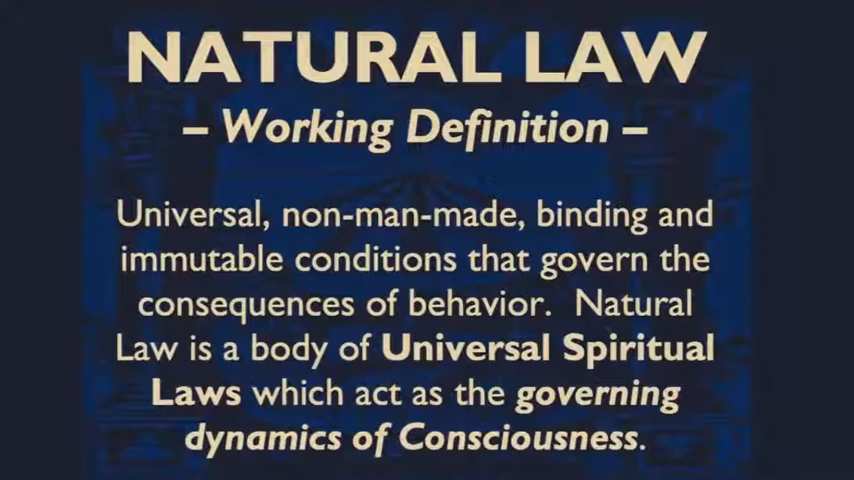 NATURAL LAW
– Working Definition –
Universal, non-man-made, binding and
immutable conditions that govern the
consequences of behavior.  Natural
Law is a body of Universal Spiritual
Laws which act as the governing
dynamics of Consciousness.